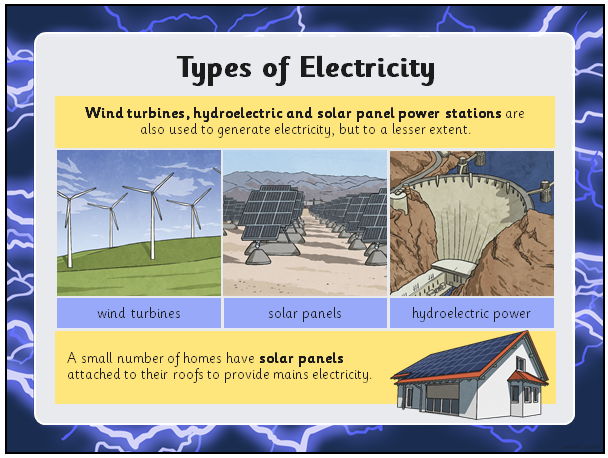 Types of Electricity
Wind turbines, hydroelectric and solar panel power stations are
also used to generate electricity, but to a lesser extent.
wind turbines
solar panels
hydroelectric power
A small number of homes have solar panels
attached to their roofs to provide mains electricity.